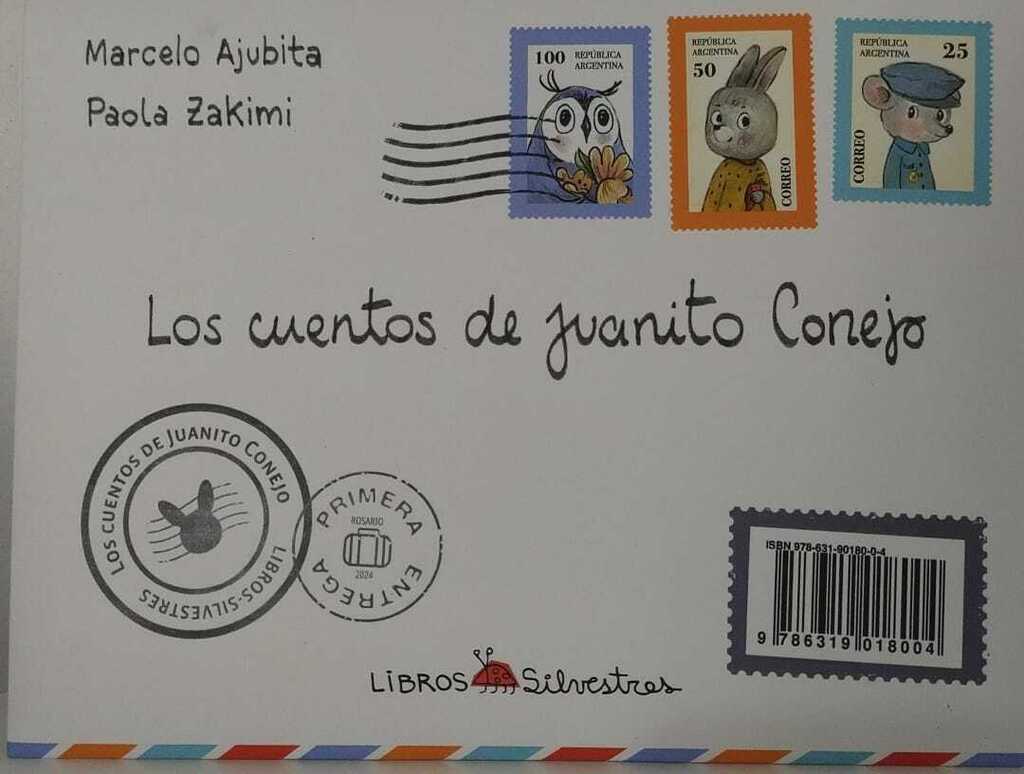 Marcelo Ajubita
Paola Zakimi
100 REPÚBLICA
ARGENTINA
REPÚBLICA
ARGENTINA
50
CORREO
REPÚBLICA
ARGENTINA
25
CORREO
Los cuentos de Juanito Conejo
LOS CUENTOS DE JUANITO CONEJO
LIBROS-SILVESTRES
PRIMERA
ROSARIO
2024
ENTREGA
ISBN 978-631-90180-0-4
9 786319 018004
LiBROS Silvestres